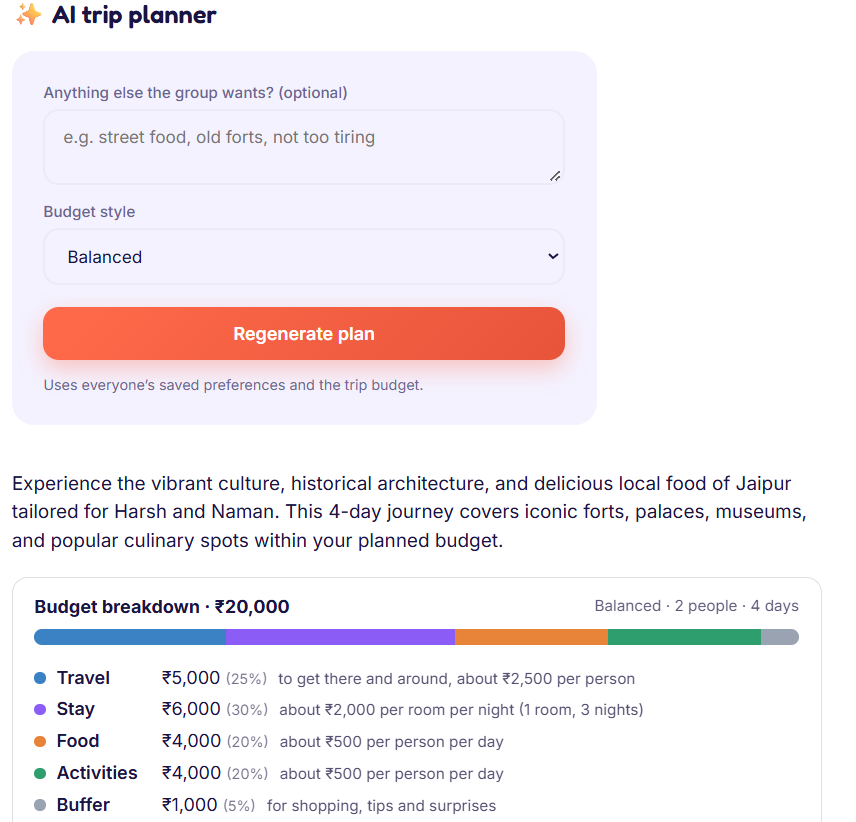 ✨ AI trip planner
Anything else the group wants? (optional)
e.g. street food, old forts, not too tiring
Budget style
Balanced
Regenerate plan
Uses everyone's saved preferences and the trip budget.
Experience the vibrant culture, historical architecture, and delicious local food of Jaipur
tailored for Harsh and Naman. This 4-day journey covers iconic forts, palaces, museums,
and popular culinary spots within your planned budget.
Budget breakdown · ₹20,000 Balanced · 2 people · 4 days
Travel ₹5,000 (25%) to get there and around, about ₹2,500 per person
Stay ₹6,000 (30%) about ₹2,000 per room per night (1 room, 3 nights)
Food ₹4,000 (20%) about ₹500 per person per day
Activities ₹4,000 (20%) about ₹500 per person per day
Buffer ₹1,000 (5%) for shopping, tips and surprises